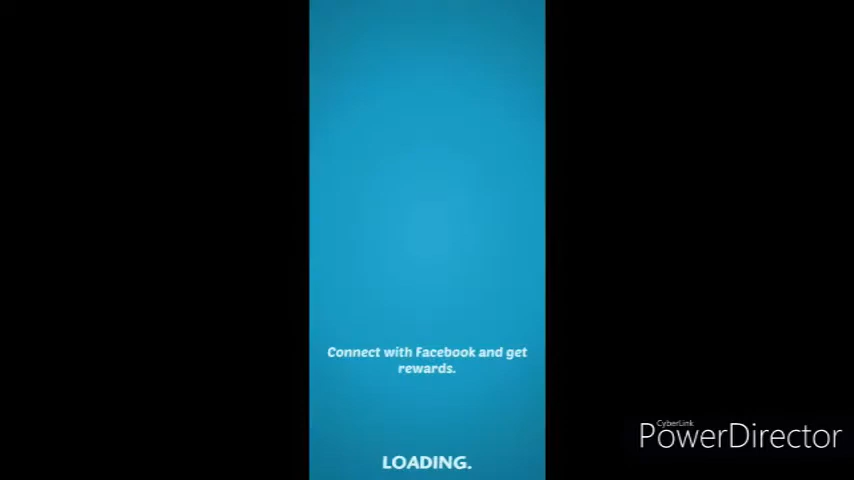 Connect with Facebook and get
rewards.
LOADING.
CyberLink
PowerDirector